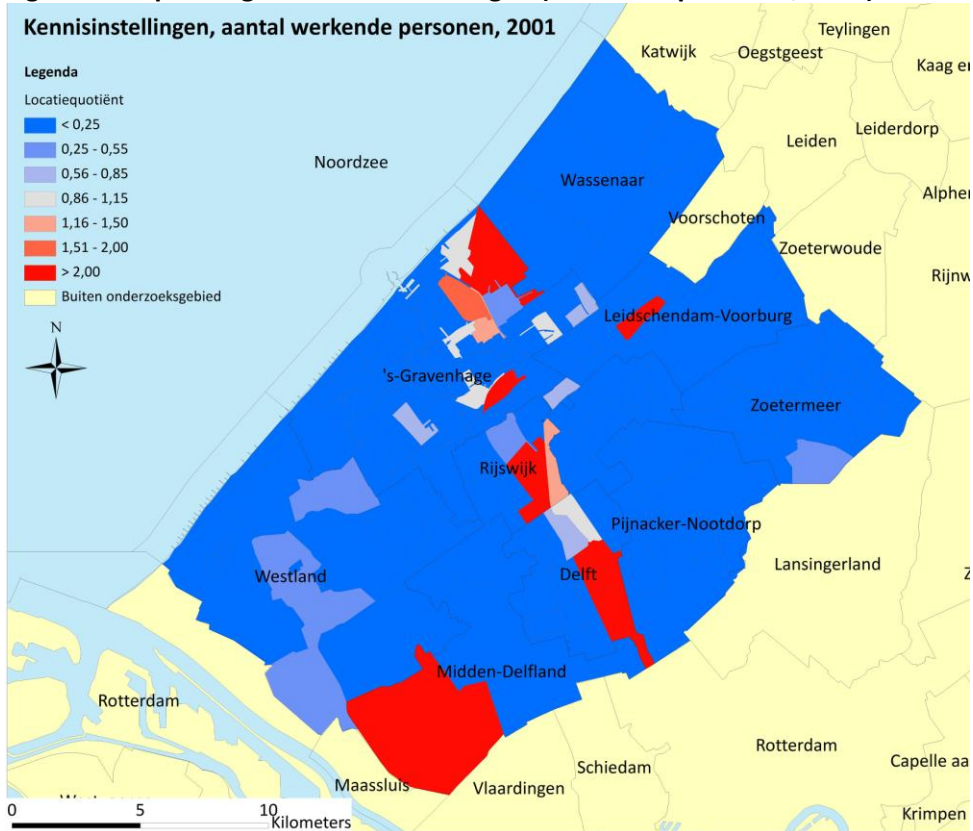 Kennisinstellingen, aantal werkende personen, 2001
Legenda
Locatiequotiënt
< 0,25
0,25 - 0,55
0,56 - 0,85
0,86 - 1,15
1,16 - 1,50
1,51 - 2,00
> 2,00
Buiten onderzoeksgebied
N
Noordzee
Katwijk
Oegstgeest
Teylingen
Kaag
Leiden
Leiderdorp
Wassenaar
Voorschoten
Zoeterwoude
Leidschendam-Voorburg
's-Gravenhage
Zoetermeer
Rijswijk
Pijnacker-Nootdorp
Lansingerland
Westland
Delft
Midden-Delfland
Rotterdam
Rotterdam
Schiedam
Maassluis
Vlaardingen
Capelle
Krimpen
0 5 10
Kilometers